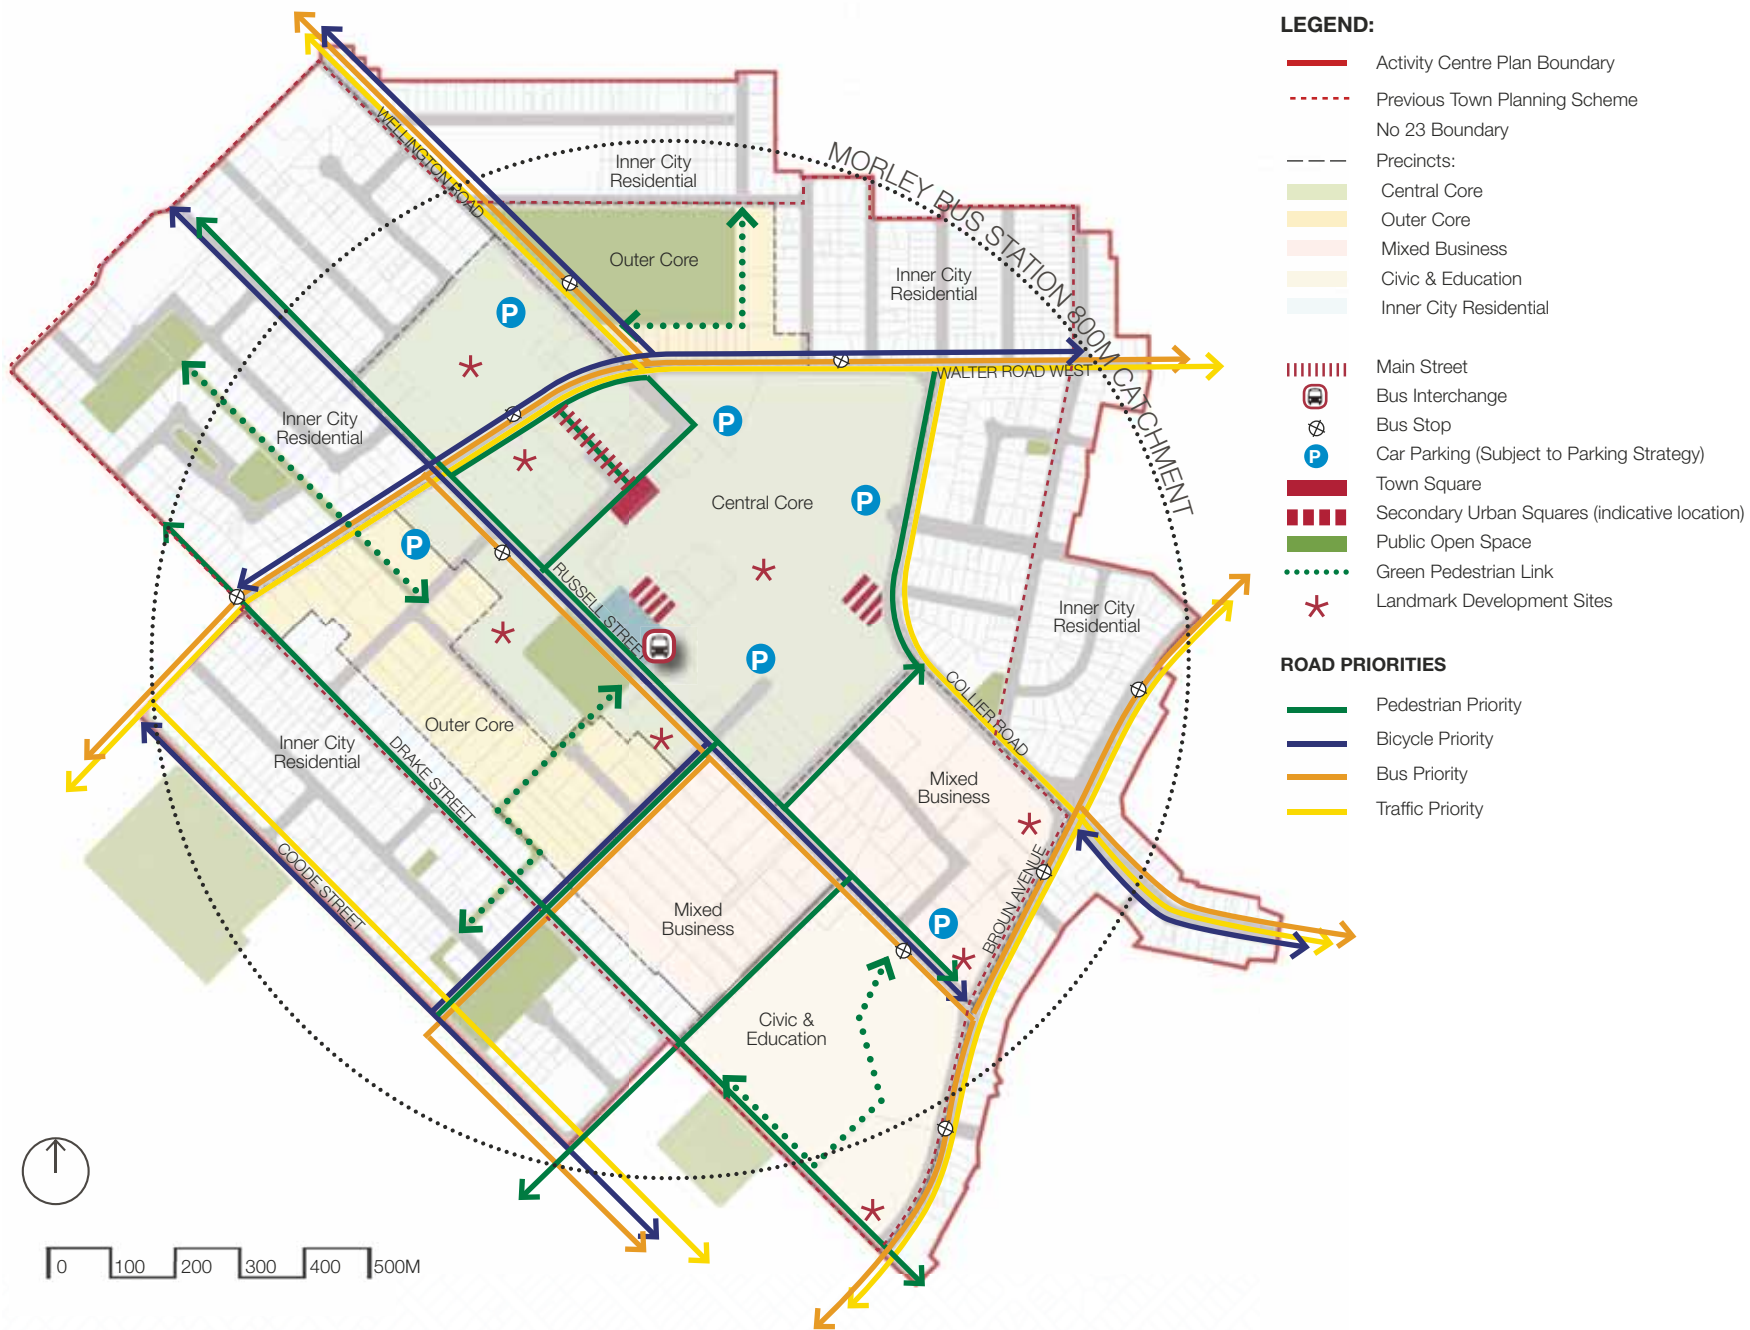 LEGEND:
Activity Centre Plan Boundary
Previous Town Planning Scheme
No 23 Boundary
Precincts:
Central Core
Outer Core
Mixed Business
Civic & Education
Inner City Residential
Main Street
Bus Interchange
Bus Stop
P
Car Parking (Subject to Parking Strategy)
Town Square
Secondary Urban Squares (indicative location)
Public Open Space
Green Pedestrian Link
Landmark Development Sites
ROAD PRIORITIES
Pedestrian Priority
Bicycle Priority
Bus Priority
Traffic Priority
WELLINGTON ROAD
Inner City
Residential
MORLEY BUS STATION 800M CATCHMENT
Outer Core
Inner City
Residential
P
WALTER ROAD WEST
Inner City
Residential
P
P
Central Core
P
RUSSELL STREET
Inner City
Residential
P
COLLIER ROAD
Outer Core
Inner City
Residential
DRAKE STREET
Mixed
Business
COODE STREET
BROUN AVENUE
Mixed
Business
P
Civic &
Education
0 100 200 300 400 500M